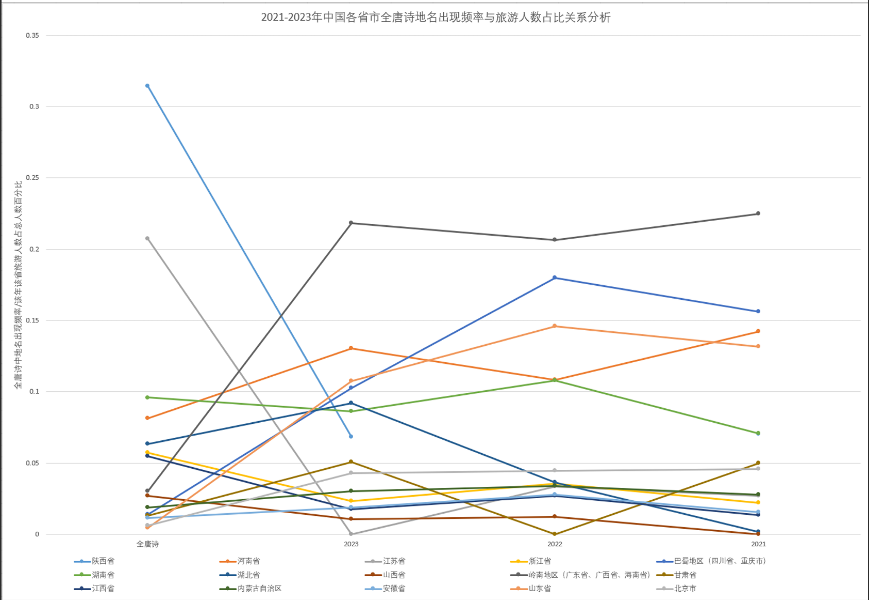 2021-2023年中国各省市全唐诗地名出现频率与旅游人数占比关系分析
0.35
0.3
0.25
0.2
0.15
0.1
0.05
0
全唐诗中地名出现频率/该年该省旅游人数占总人数百分比
全唐诗 2023 2022 2021
陕西省 河南省 江苏省 浙江省 巴蜀地区（四川省、重庆市）
湖南省 湖北省 山西省 岭南地区（广东省、广西省、海南省） 甘肃省
江西省 内蒙古自治区 安徽省 山东省 北京市